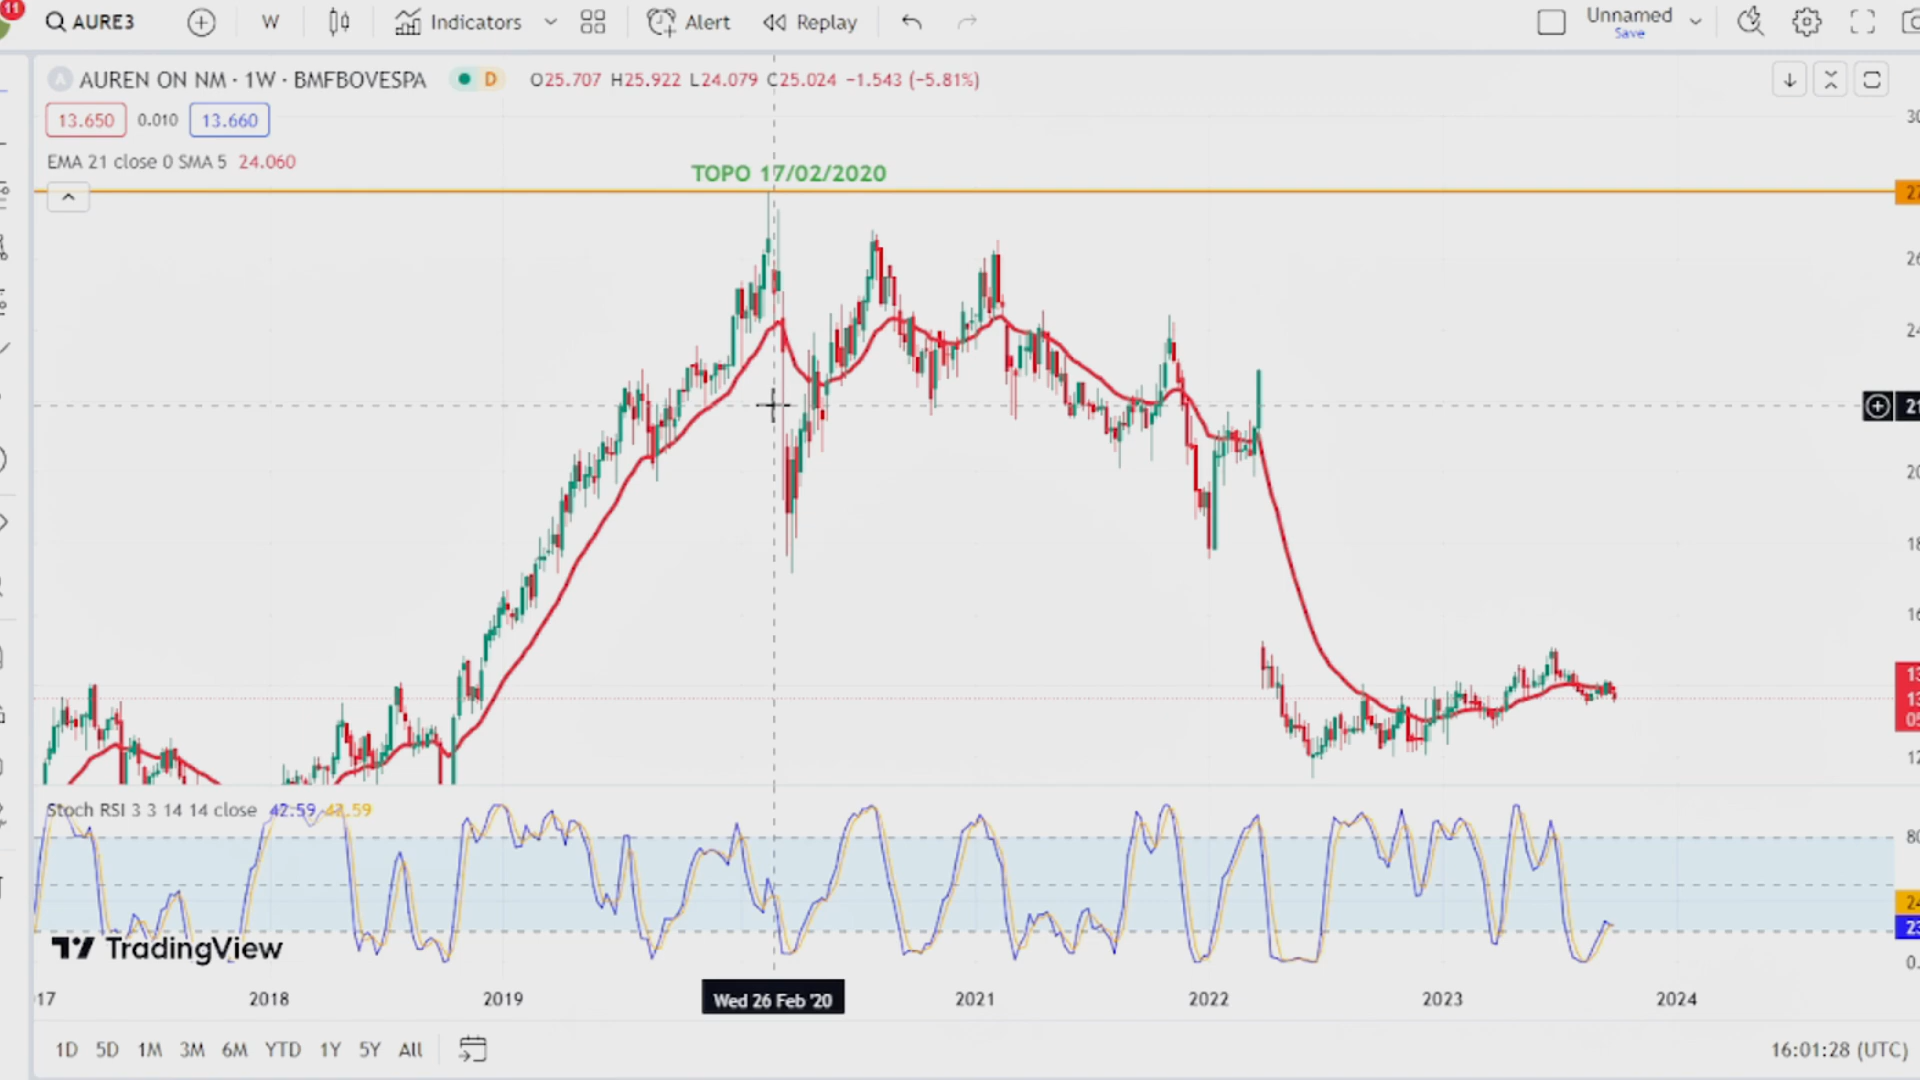 11
AURE3
W
Indicators
Alert
Replay
Unnamed
Save
AUREN ON NM · 1W · BMFBOVESPA
D
O25.707 H25.922 L24.079 C25.024 −1.543 (−5.81%)
13.650
0.010
13.660
EMA 21 close 0 SMA 5 24.060
TOPO 17/02/2020
Stoch RSI 3 3 14 14 close 42.59 47.59
TradingView
2018
2019
Wed 26 Feb '20
2021
2022
2023
2024
1D 5D 1M 3M 6M YTD 1Y 5Y All
16:01:28 (UTC)